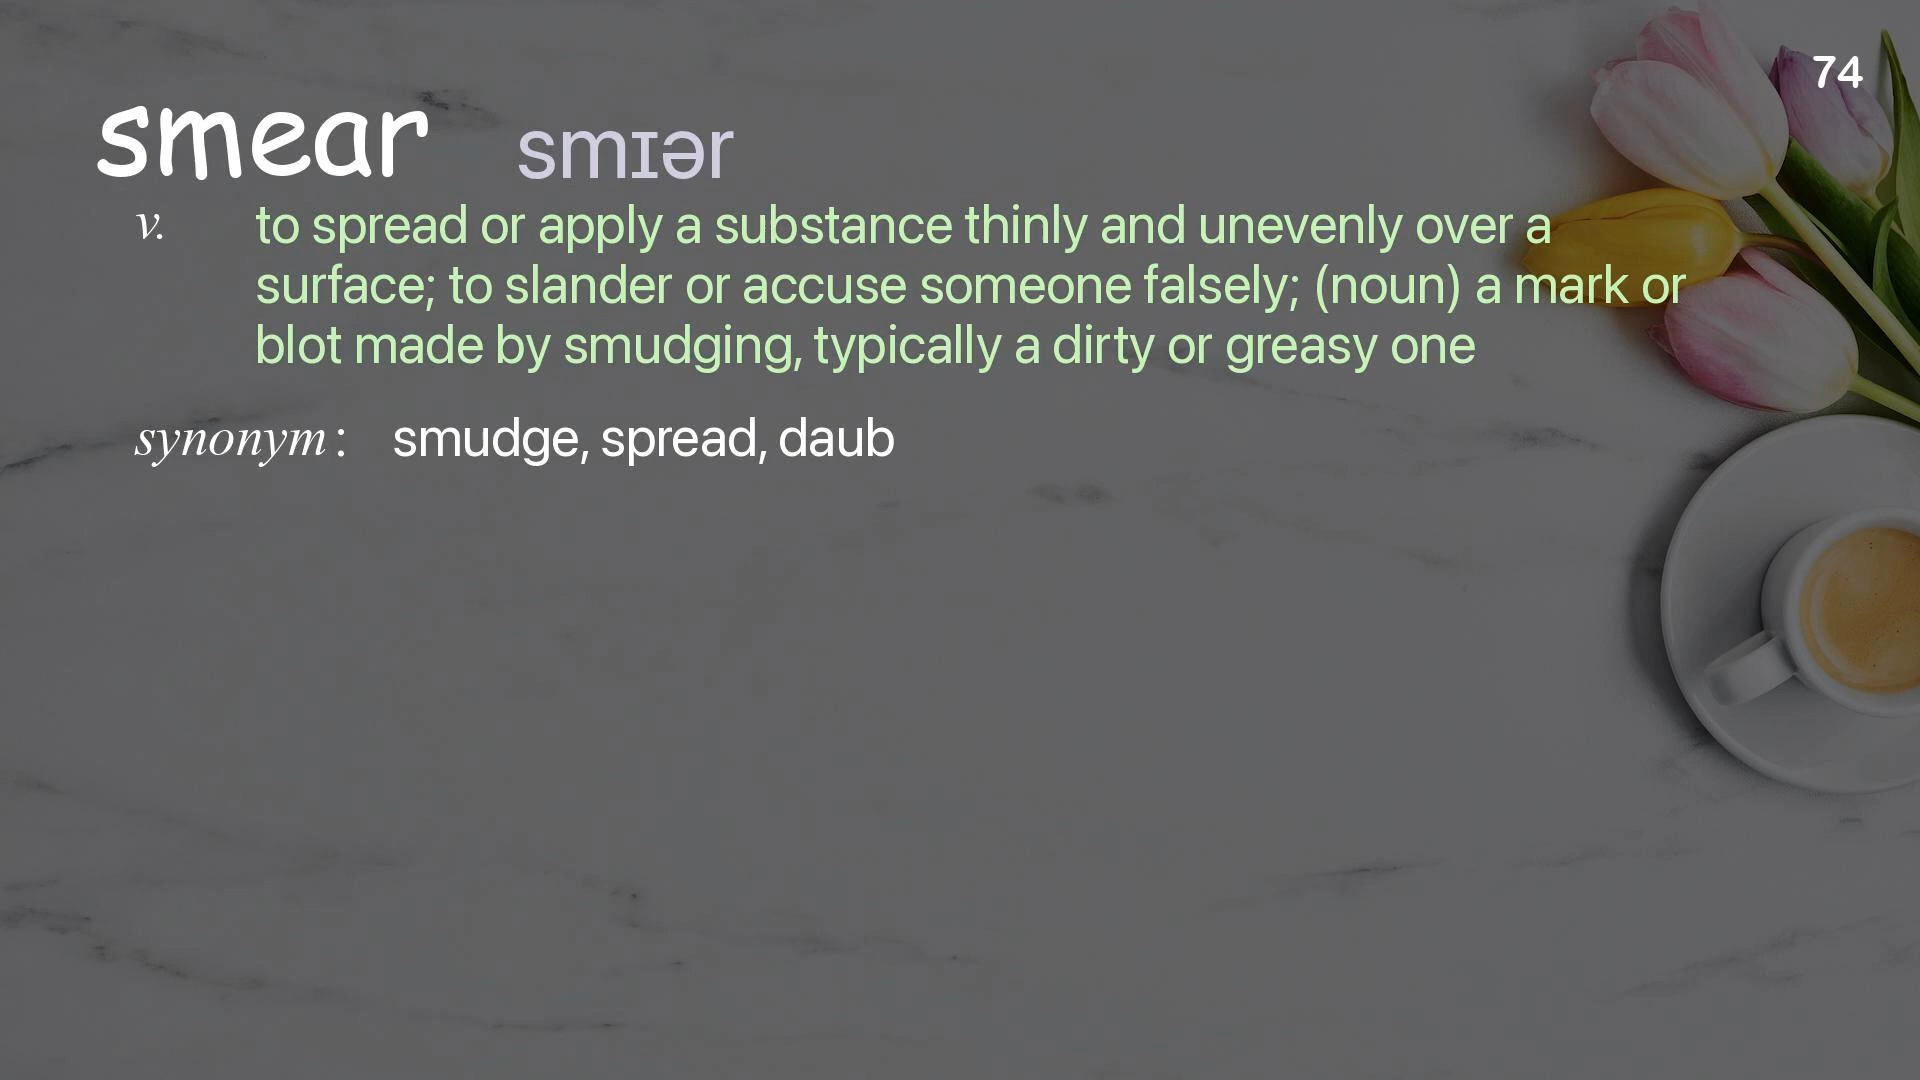 74
smear smɪər
v. to spread or apply a substance thinly and unevenly over a
surface; to slander or accuse someone falsely; (noun) a mark or
blot made by smudging, typically a dirty or greasy one
synonym : smudge, spread, daub